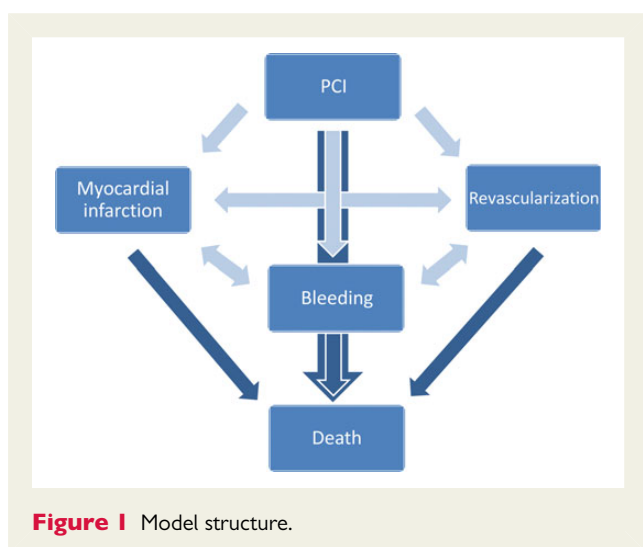 PCI
Myocardial
infarction
Revascularization
Bleeding
Death
Figure 1 Model structure.